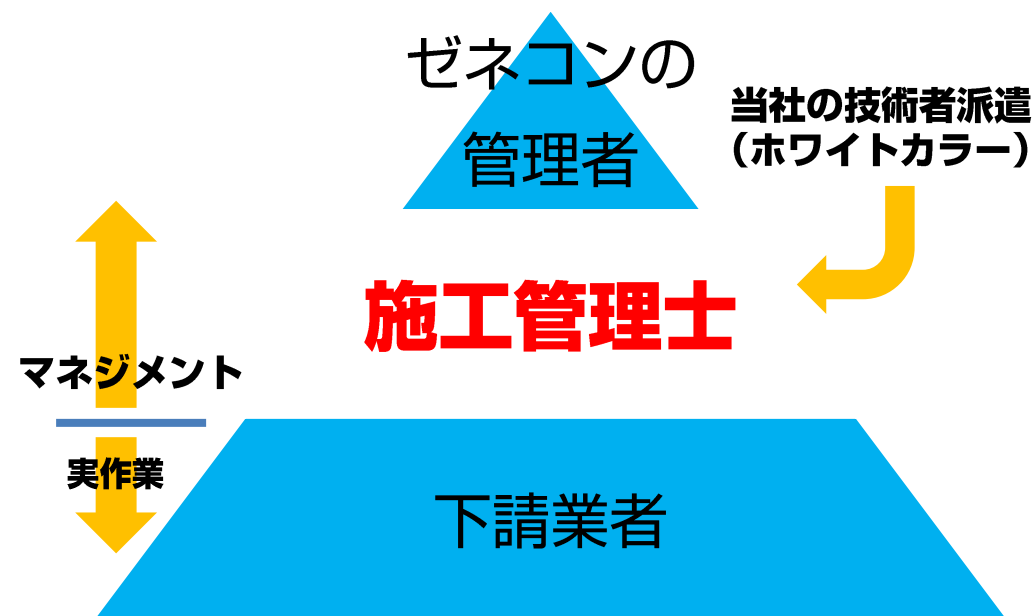 ゼネコンの
管理者
当社の技術者派遣
（ホワイトカラー）
施工管理士
マネジメント
実作業
下請業者